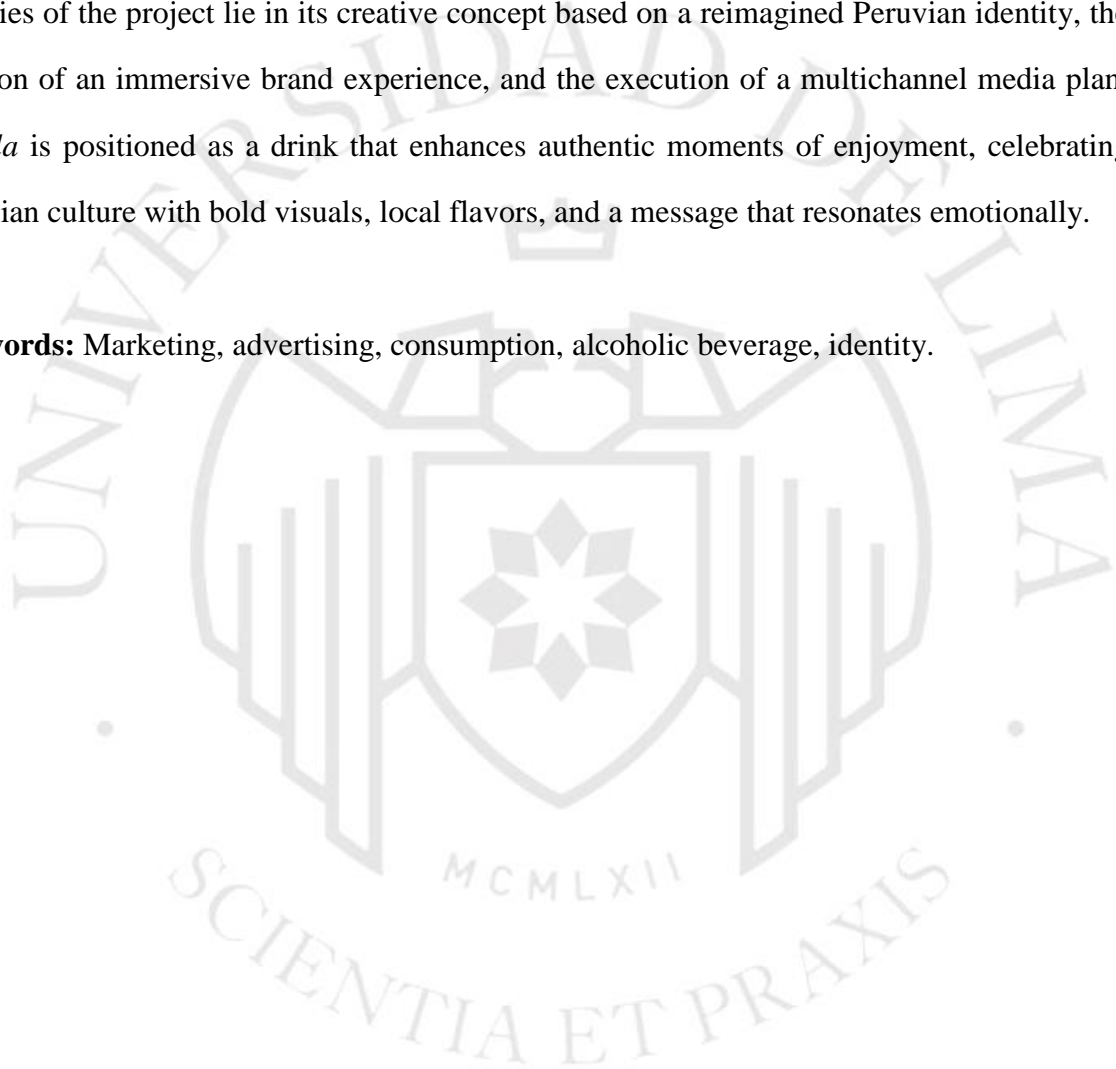 ies of the project lie in its creative concept based on a reimagined Peruvian identity, the
on of an immersive brand experience, and the execution of a multichannel media plan
la is positioned as a drink that enhances authentic moments of enjoyment, celebrating
ian culture with bold visuals, local flavors, and a message that resonates emotionally.
words: Marketing, advertising, consumption, alcoholic beverage, identity.
UNIVERSIDAD DE LIMA
MCMLXII
SCIENTIA ET PRAXIS